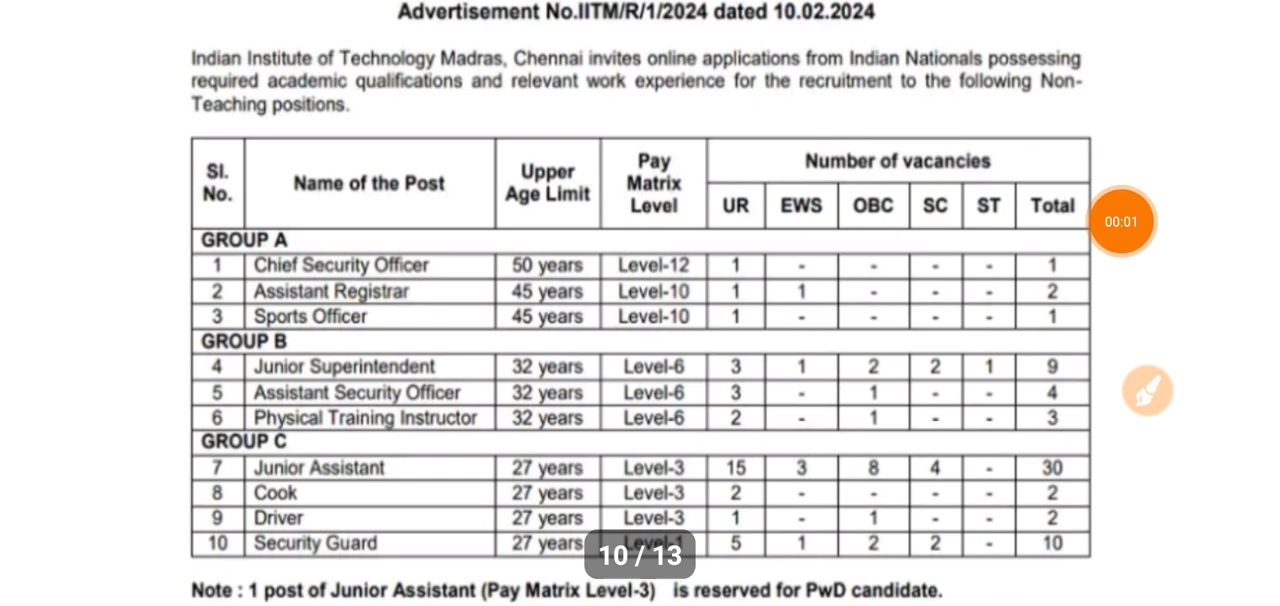 Advertisement No.IITM/R/1/2024 dated 10.02.2024
Indian Institute of Technology Madras, Chennai invites online applications from Indian Nationals possessing
required academic qualifications and relevant work experience for the recruitment to the following Non-
Teaching positions.
Sl. No. Name of the Post Upper Age Limit Pay Matrix Level Number of vacancies
UR EWS OBC SC ST Total
GROUP A
1 Chief Security Officer 50 years Level-12 1 - - - - 1
2 Assistant Registrar 45 years Level-10 1 1 - - - 2
3 Sports Officer 45 years Level-10 1 - - - - 1
GROUP B
4 Junior Superintendent 32 years Level-6 3 1 2 2 1 9
5 Assistant Security Officer 32 years Level-6 3 - 1 - - 4
6 Physical Training Instructor 32 years Level-6 2 - 1 - - 3
GROUP C
7 Junior Assistant 27 years Level-3 15 3 8 4 - 30
8 Cook 27 years Level-3 2 - - - - 2
9 Driver 27 years Level-3 1 - 1 - - 2
10 Security Guard 27 years Level-1 5 1 2 2 - 10
Note : 1 post of Junior Assistant (Pay Matrix Level-3) is reserved for PwD candidate.
00:01
10 / 13